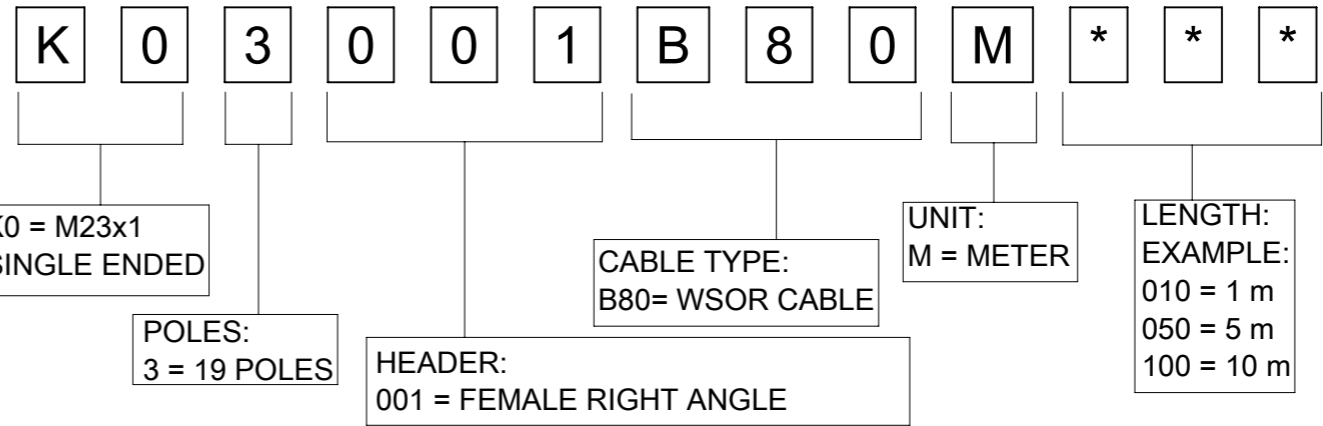 K 0 3 0 0 1 B 8 0 M * * *
K0 = M23x1
SINGLE ENDED
POLES:
3 = 19 POLES
HEADER:
001 = FEMALE RIGHT ANGLE
CABLE TYPE:
B80= WSOR CABLE
UNIT:
M = METER
LENGTH:
EXAMPLE:
010 = 1 m
050 = 5 m
100 = 10 m